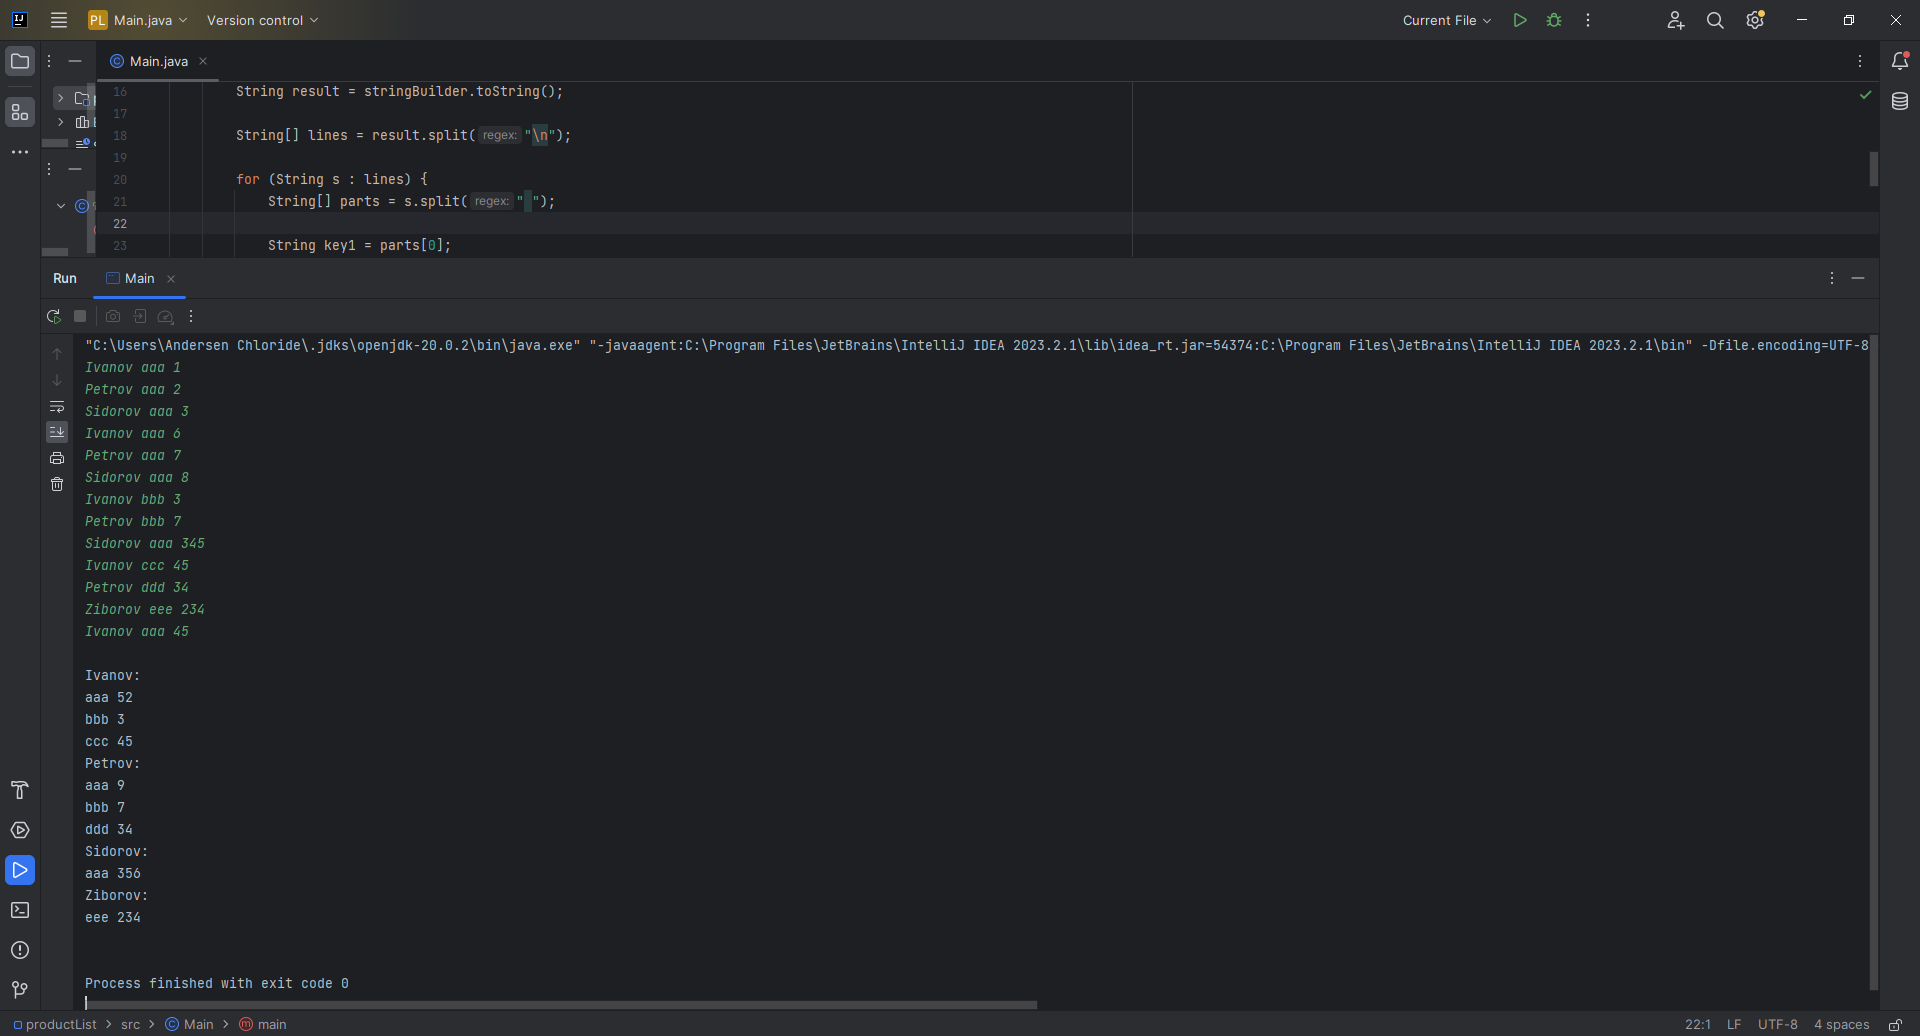 PL Main.java Version control Current File
Main.java
16 String result = stringBuilder.toString();
17
18 String[] lines = result.split( regex: "\n");
19
20 for (String s : lines) {
21 String[] parts = s.split( regex: " ");
22
23 String key1 = parts[0];
Run Main
"C:\Users\Andersen Chloride\.jdks\openjdk-20.0.2\bin\java.exe" "-javaagent:C:\Program Files\JetBrains\IntelliJ IDEA 2023.2.1\lib\idea_rt.jar=54374:C:\Program Files\JetBrains\IntelliJ IDEA 2023.2.1\bin" -Dfile.encoding=UTF-8
Ivanov aaa 1
Petrov aaa 2
Sidorov aaa 3
Ivanov aaa 6
Petrov aaa 7
Sidorov aaa 8
Ivanov bbb 3
Petrov bbb 7
Sidorov aaa 345
Ivanov ccc 45
Petrov ddd 34
Ziborov eee 234
Ivanov aaa 45
Ivanov:
aaa 52
bbb 3
ccc 45
Petrov:
aaa 9
bbb 7
ddd 34
Sidorov:
aaa 356
Ziborov:
eee 234
Process finished with exit code 0
productList > src > Main > main 22:1 LF UTF-8 4 spaces